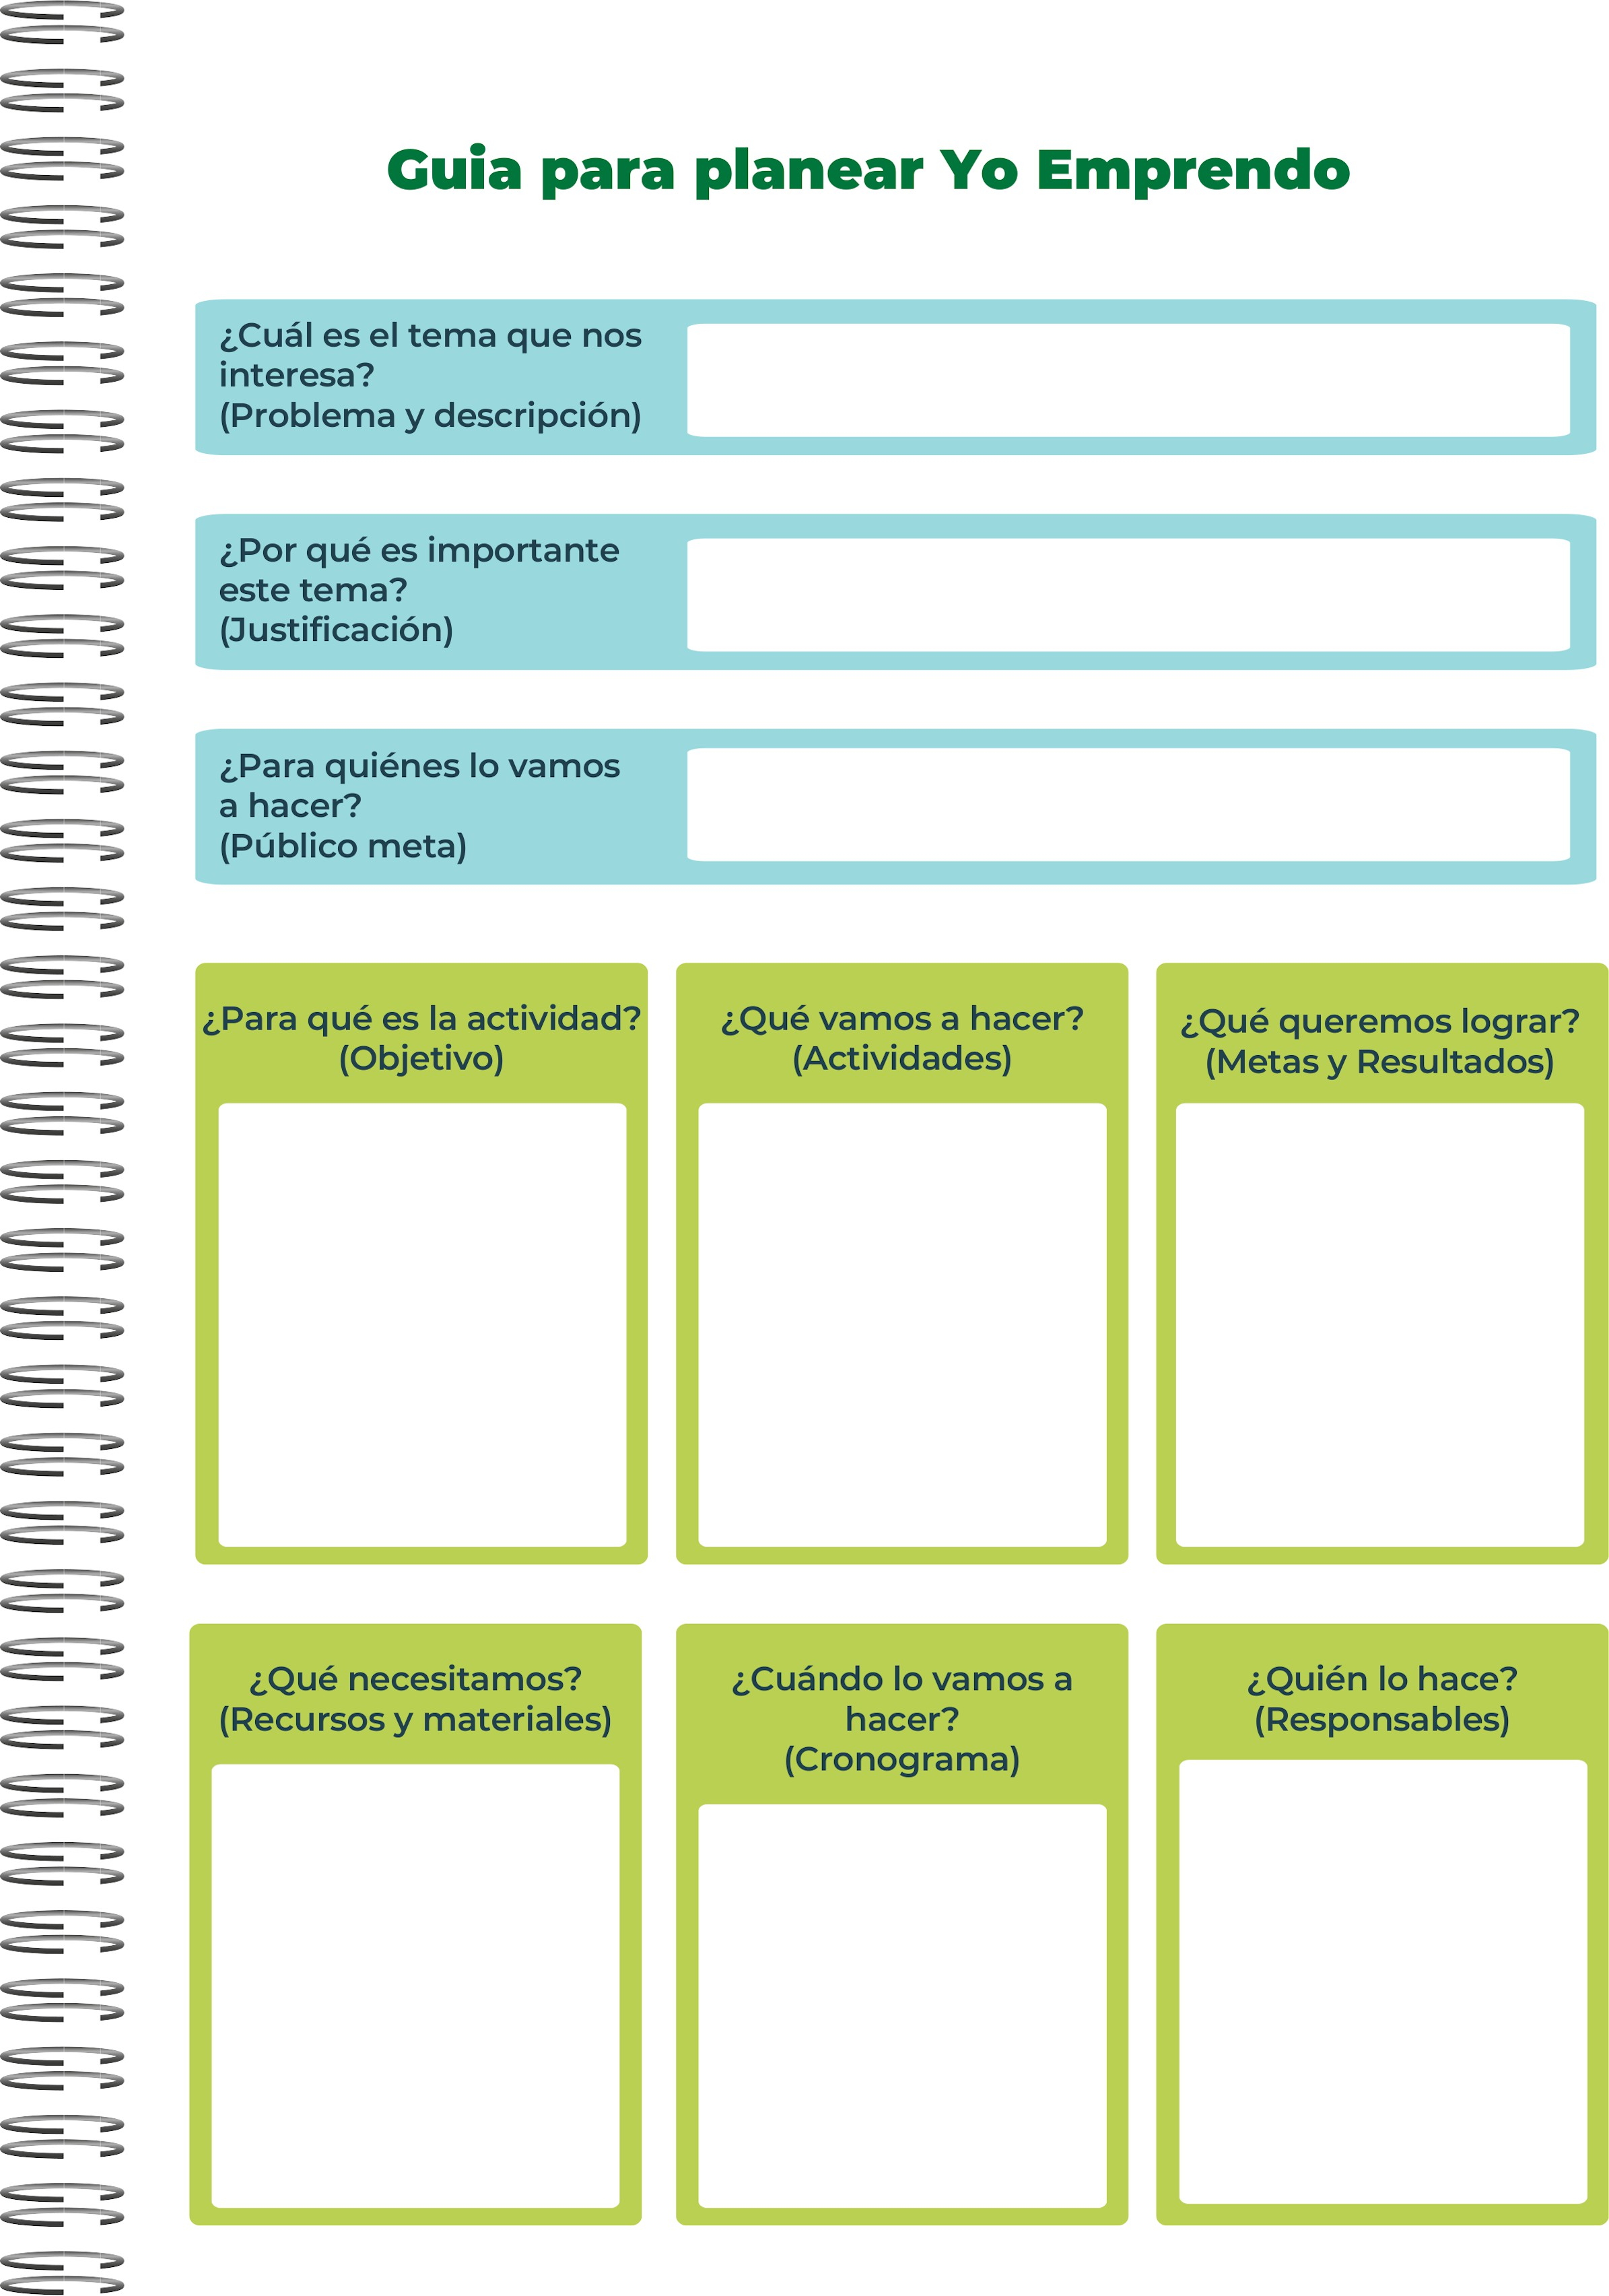 Guia para planear Yo Emprendo
¿Cuál es el tema que nos
interesa?
(Problema y descripción)
¿Por qué es importante
este tema?
(Justificación)
¿Para quiénes lo vamos
a hacer?
(Público meta)
¿Para qué es la actividad?
(Objetivo)
¿Qué vamos a hacer?
(Actividades)
¿Qué queremos lograr?
(Metas y Resultados)
¿Qué necesitamos?
(Recursos y materiales)
¿Cuándo lo vamos a
hacer?
(Cronograma)
¿Quién lo hace?
(Responsables)